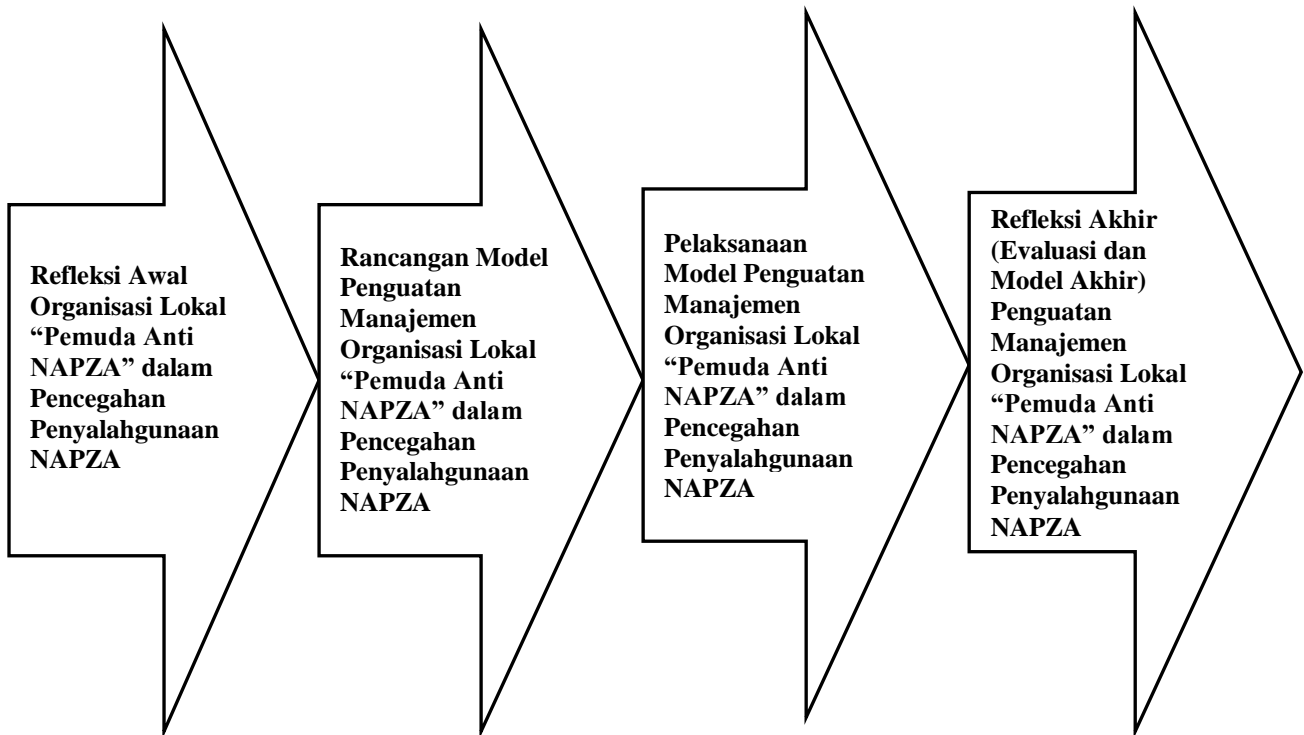 Refleksi Awal
Organisasi Lokal
“Pemuda Anti
NAPZA” dalam
Pencegahan
Penyalahgunaan
NAPZA
Rancangan Model
Penguatan
Manajemen
Organisasi Lokal
“Pemuda Anti
NAPZA” dalam
Pencegahan
Penyalahgunaan
NAPZA
Pelaksanaan
Model Penguatan
Manajemen
Organisasi Lokal
“Pemuda Anti
NAPZA” dalam
Pencegahan
Penyalahgunaan
NAPZA
Refleksi Akhir
(Evaluasi dan
Model Akhir)
Penguatan
Manajemen
Organisasi Lokal
“Pemuda Anti
NAPZA” dalam
Pencegahan
Penyalahgunaan
NAPZA